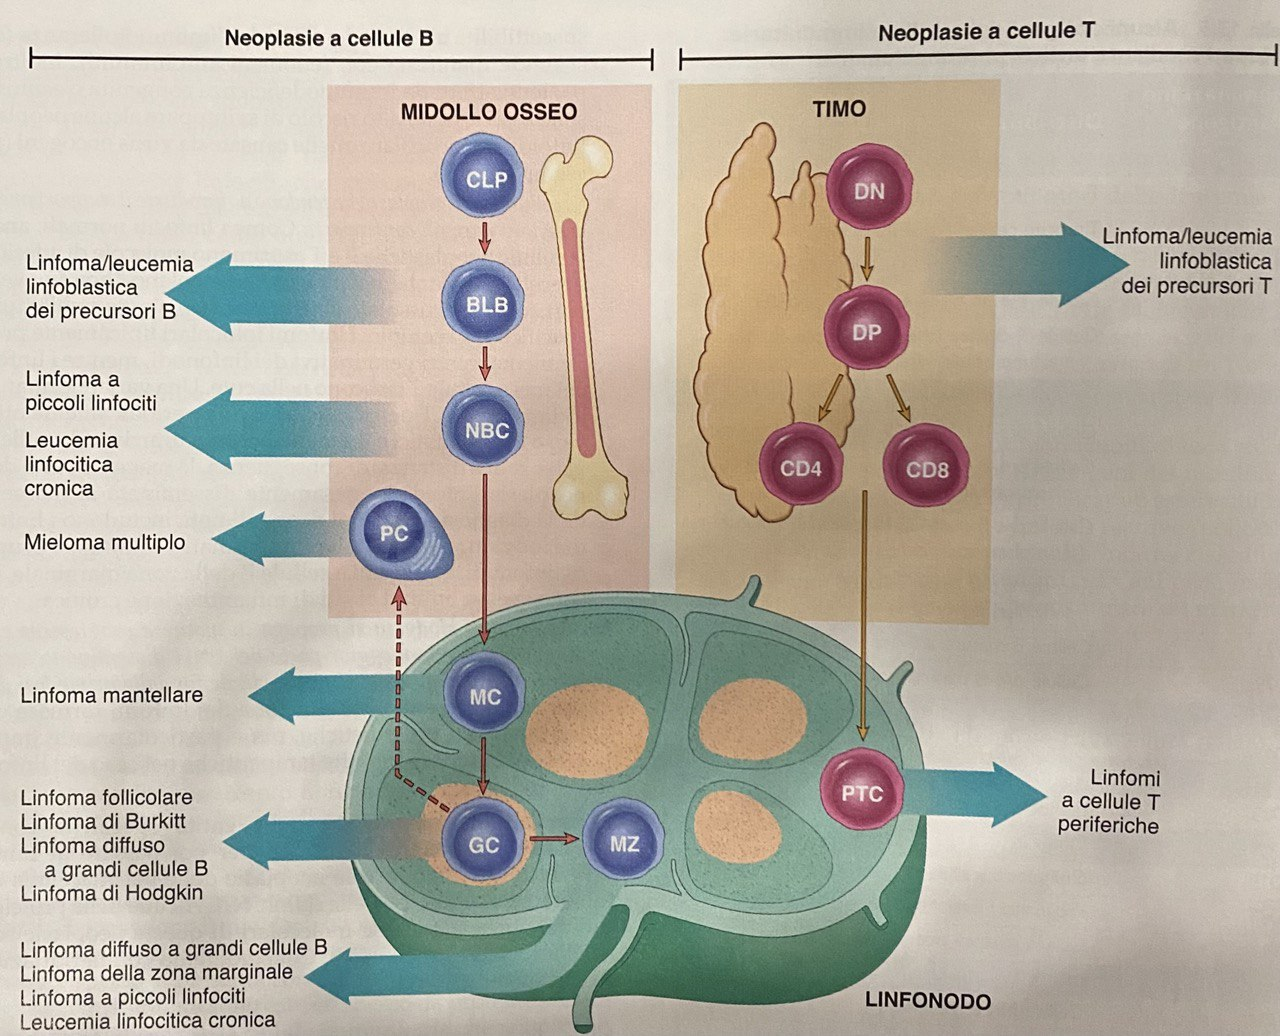 Neoplasie a cellule B
Neoplasie a cellule T
MIDOLLO OSSEO
TIMO
CLP
BLB
NBC
PC
DN
DP
CD4
CD8
Linfoma/leucemia
linfoblastica
dei precursori B
Linfoma a
piccoli linfociti
Leucemia
linfocitica
cronica
Mieloma multiplo
Linfoma/leucemia
linfoblastica
dei precursori T
Linfoma mantellare
MC
Linfoma follicolare
Linfoma di Burkitt
Linfoma diffuso
a grandi cellule B
Linfoma di Hodgkin
GC
MZ
PTC
Linfomi
a cellule T
periferiche
Linfoma diffuso a grandi cellule B
Linfoma della zona marginale
Linfoma a piccoli linfociti
Leucemia linfocitica cronica
LINFONODO